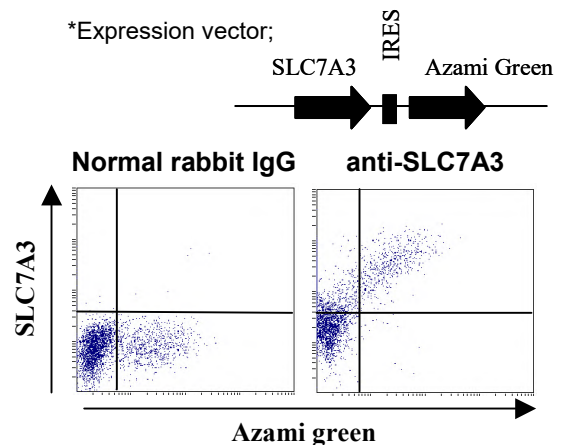 *Expression vector;
IRES
SLC7A3
Azami Green
Normal rabbit IgG
anti-SLC7A3
SLC7A3
Azami green